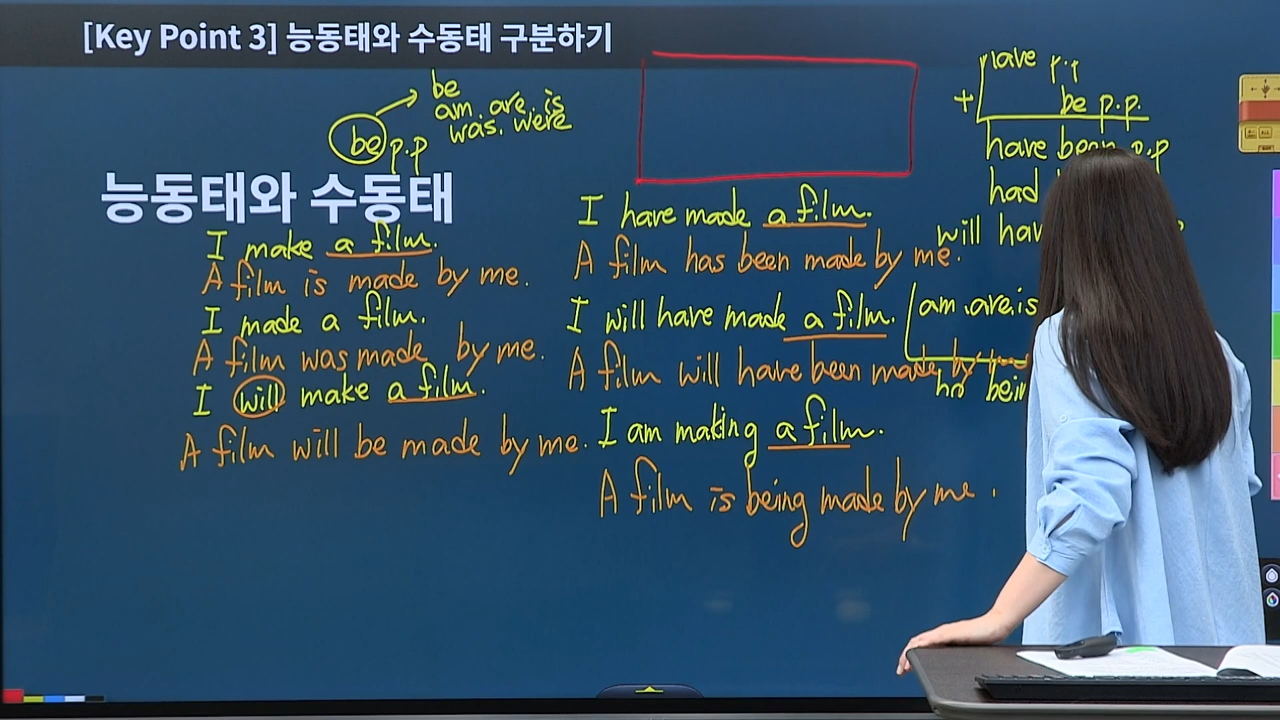 [Key Point 3] 능동태와 수동태 구분하기
be
am. are. is
was. were
be p.p
능동태와 수동태
I make a film.
A film is made by me.
I made a film.
A film was made by me.
I will make a film.
A film will be made by me.
I have made a film.
A film has been made by me.
I will have made a film.
A film will have been made by
I am making a film.
A film is being made by me.
have p.p
+ be p.p.
have been p.p
had
will hav
am.are.is